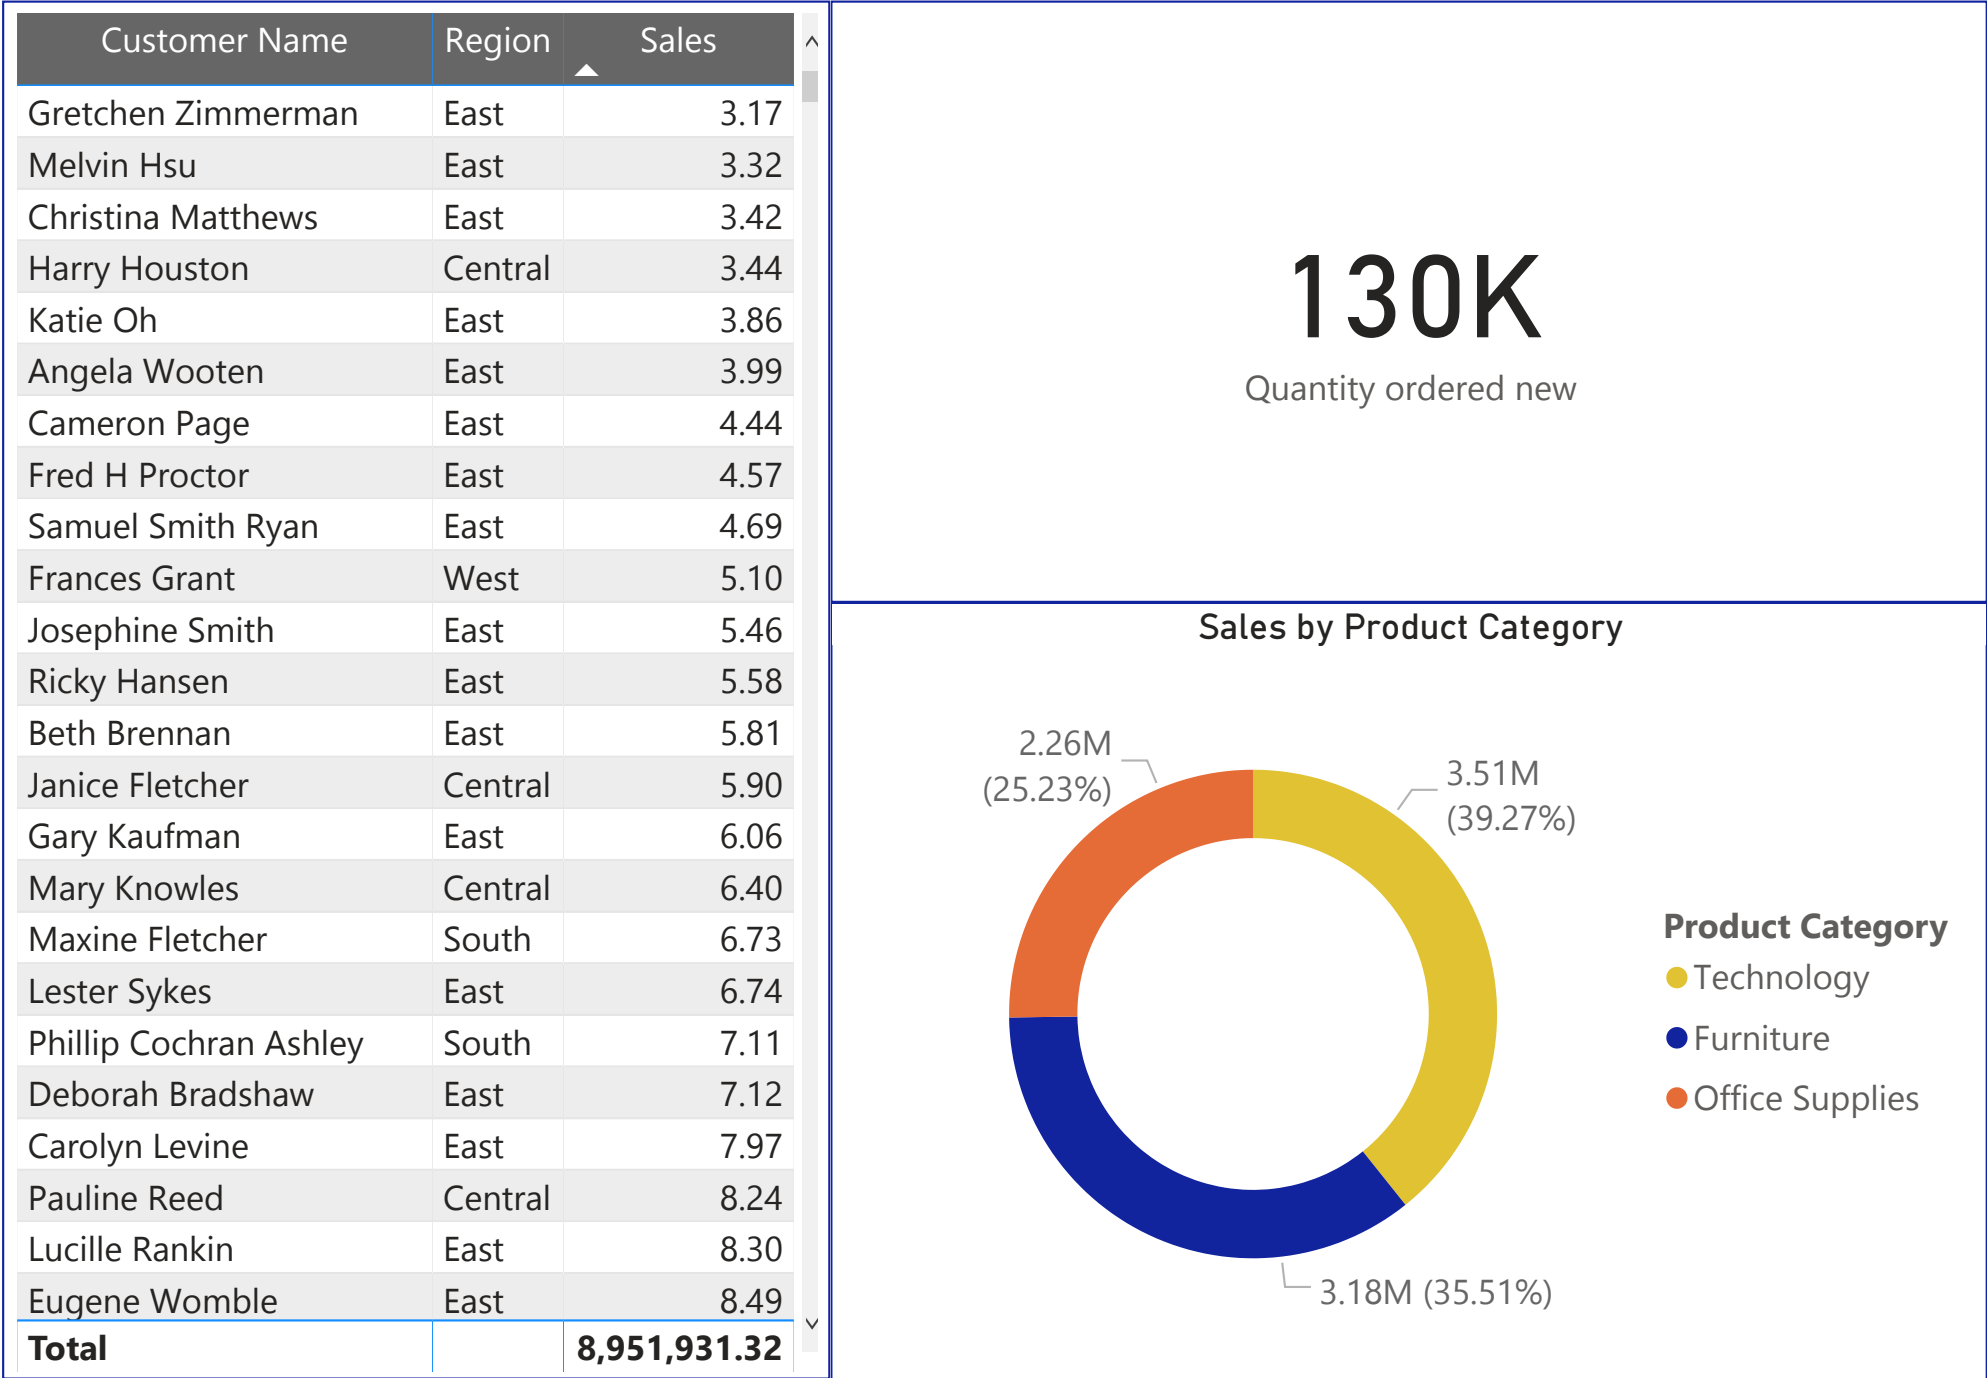 Customer Name Region Sales
Gretchen Zimmerman East 3.17
Melvin Hsu East 3.32
Christina Matthews East 3.42
Harry Houston Central 3.44
Katie Oh East 3.86
Angela Wooten East 3.99
Cameron Page East 4.44
Fred H Proctor East 4.57
Samuel Smith Ryan East 4.69
Frances Grant West 5.10
Josephine Smith East 5.46
Ricky Hansen East 5.58
Beth Brennan East 5.81
Janice Fletcher Central 5.90
Gary Kaufman East 6.06
Mary Knowles Central 6.40
Maxine Fletcher South 6.73
Lester Sykes East 6.74
Phillip Cochran Ashley South 7.11
Deborah Bradshaw East 7.12
Carolyn Levine East 7.97
Pauline Reed Central 8.24
Lucille Rankin East 8.30
Eugene Womble East 8.49
Total 8,951,931.32
130K
Quantity ordered new
Sales by Product Category
2.26M
(25.23%)
3.51M
(39.27%)
3.18M (35.51%)
Product Category
Technology
Furniture
Office Supplies